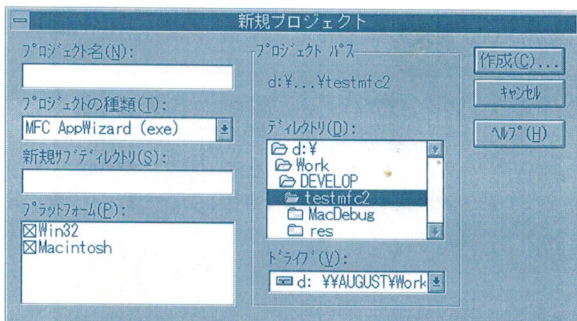 新規プロジェクト
ﾌﾟﾛｼﾞｪｸﾄ名(N):
ﾌﾟﾛｼﾞｪｸﾄの種類(T):
MFC AppWizard (exe)
新規ｻﾌﾞﾃﾞｨﾚｸﾄﾘ(S):
ﾌﾟﾗｯﾄﾌｫｰﾑ(P):
Win32
Macintosh
ﾌﾟﾛｼﾞｪｸﾄ ﾊﾟｽ
d:¥...¥testmfc2
ﾃﾞｨﾚｸﾄﾘ(D):
d:¥
Work
DEVELOP
testmfc2
MacDebug
res
ﾄﾞﾗｲﾌﾞ(V):
d: ¥¥AUGUST¥Work
作成(C)...
ｷｬﾝｾﾙ
ﾍﾙﾌﾟ(H)